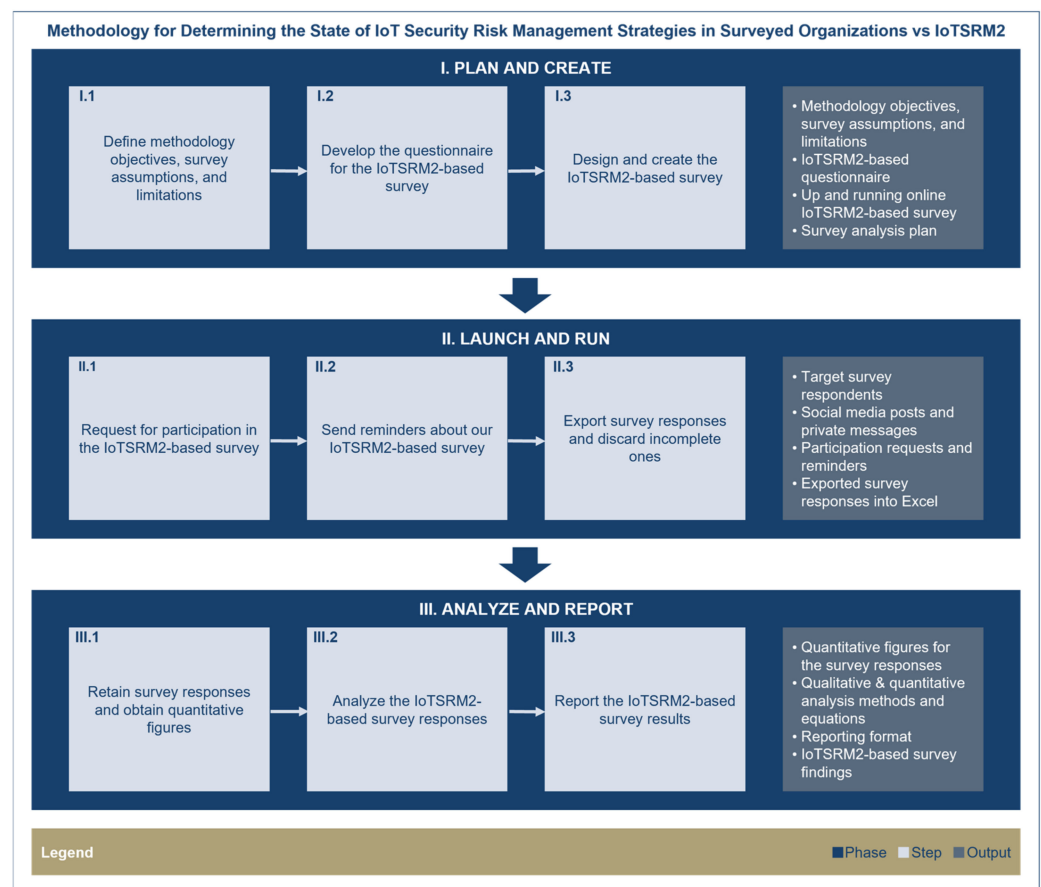 Methodology for Determining the State of IoT Security Risk Management Strategies in Surveyed Organizations vs IoTSRM2
I. PLAN AND CREATE
I.1
Define methodology
objectives, survey
assumptions, and
limitations
I.2
Develop the questionnaire
for the IoTSRM2-based
survey
I.3
Design and create the
IoTSRM2-based survey
• Methodology objectives,
survey assumptions, and
limitations
• IoTSRM2-based
questionnaire
• Up and running online
IoTSRM2-based survey
• Survey analysis plan
II. LAUNCH AND RUN
II.1
Request for participation in
the IoTSRM2-based survey
II.2
Send reminders about our
IoTSRM2-based survey
II.3
Export survey responses
and discard incomplete
ones
• Target survey
respondents
• Social media posts and
private messages
• Participation requests and
reminders
• Exported survey
responses into Excel
III. ANALYZE AND REPORT
III.1
Retain survey responses
and obtain quantitative
figures
III.2
Analyze the IoTSRM2-
based survey responses
III.3
Report the IoTSRM2-based
survey results
• Quantitative figures for
the survey responses
• Qualitative & quantitative
analysis methods and
equations
• Reporting format
• IoTSRM2-based survey
findings
Legend
Phase Step Output